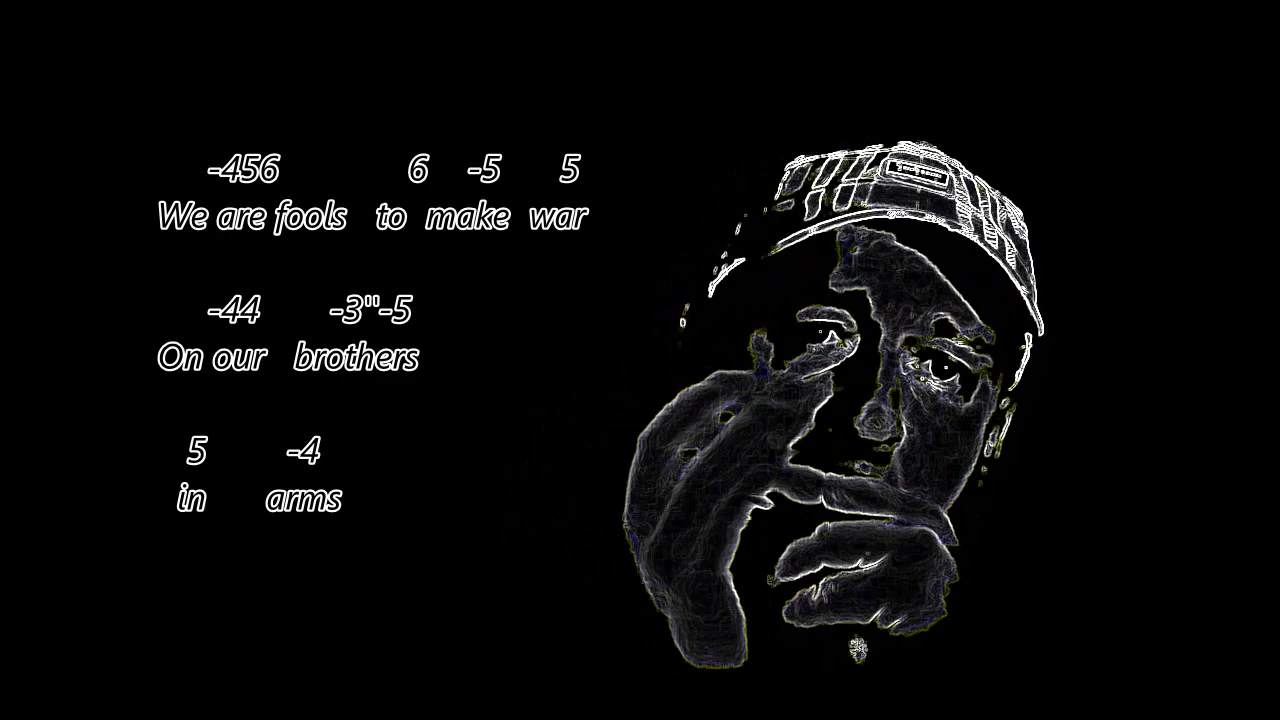 -456 6 -5 5
We are fools to make war
-44 -3"-5
On our brothers
5 -4
in arms